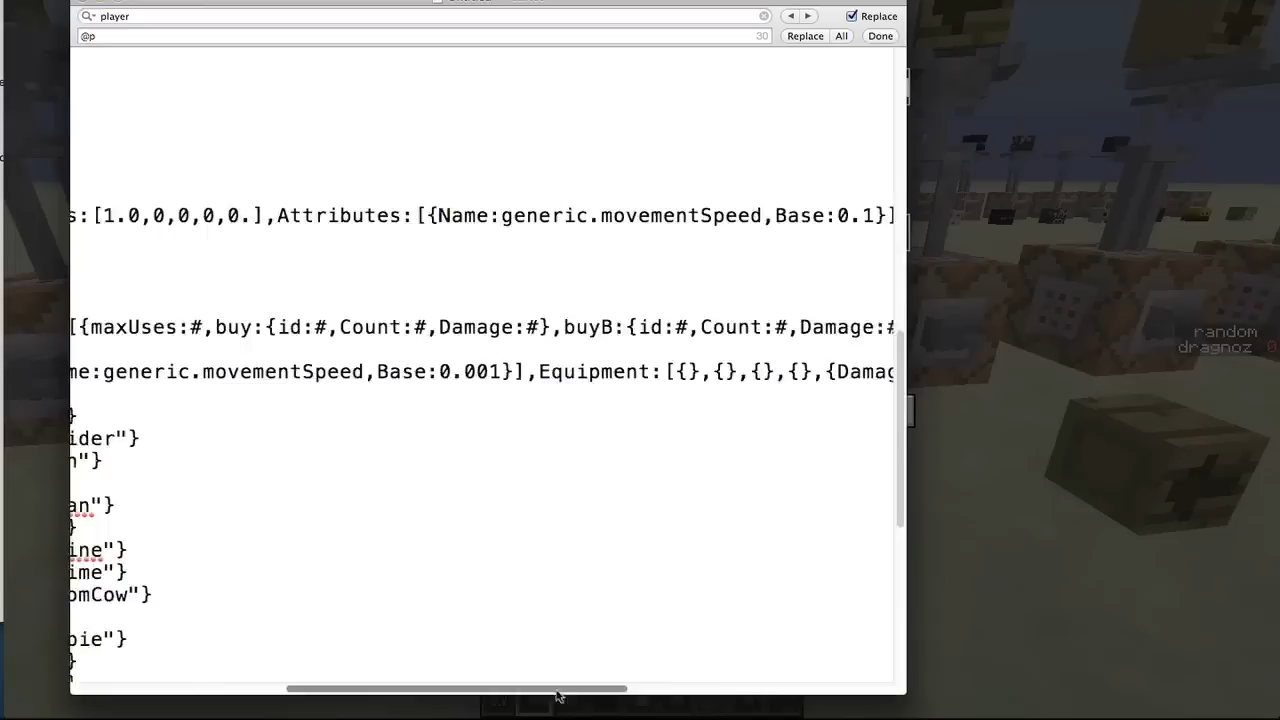 player
Replace
@p
30
Replace
All
Done
s:[1.0,0,0,0,0.],Attributes:[{Name:generic.movementSpeed,Base:0.1}]
[{maxUses:#,buy:{id:#,Count:#,Damage:#},buyB:{id:#,Count:#,Damage:#
me:generic.movementSpeed,Base:0.001}],Equipment:[{},{},{},{},{Damag
}
ider"}
n"}
an"}
}
ine"}
ime"}
omCow"}
bie"}
}
random
dragnoz 0